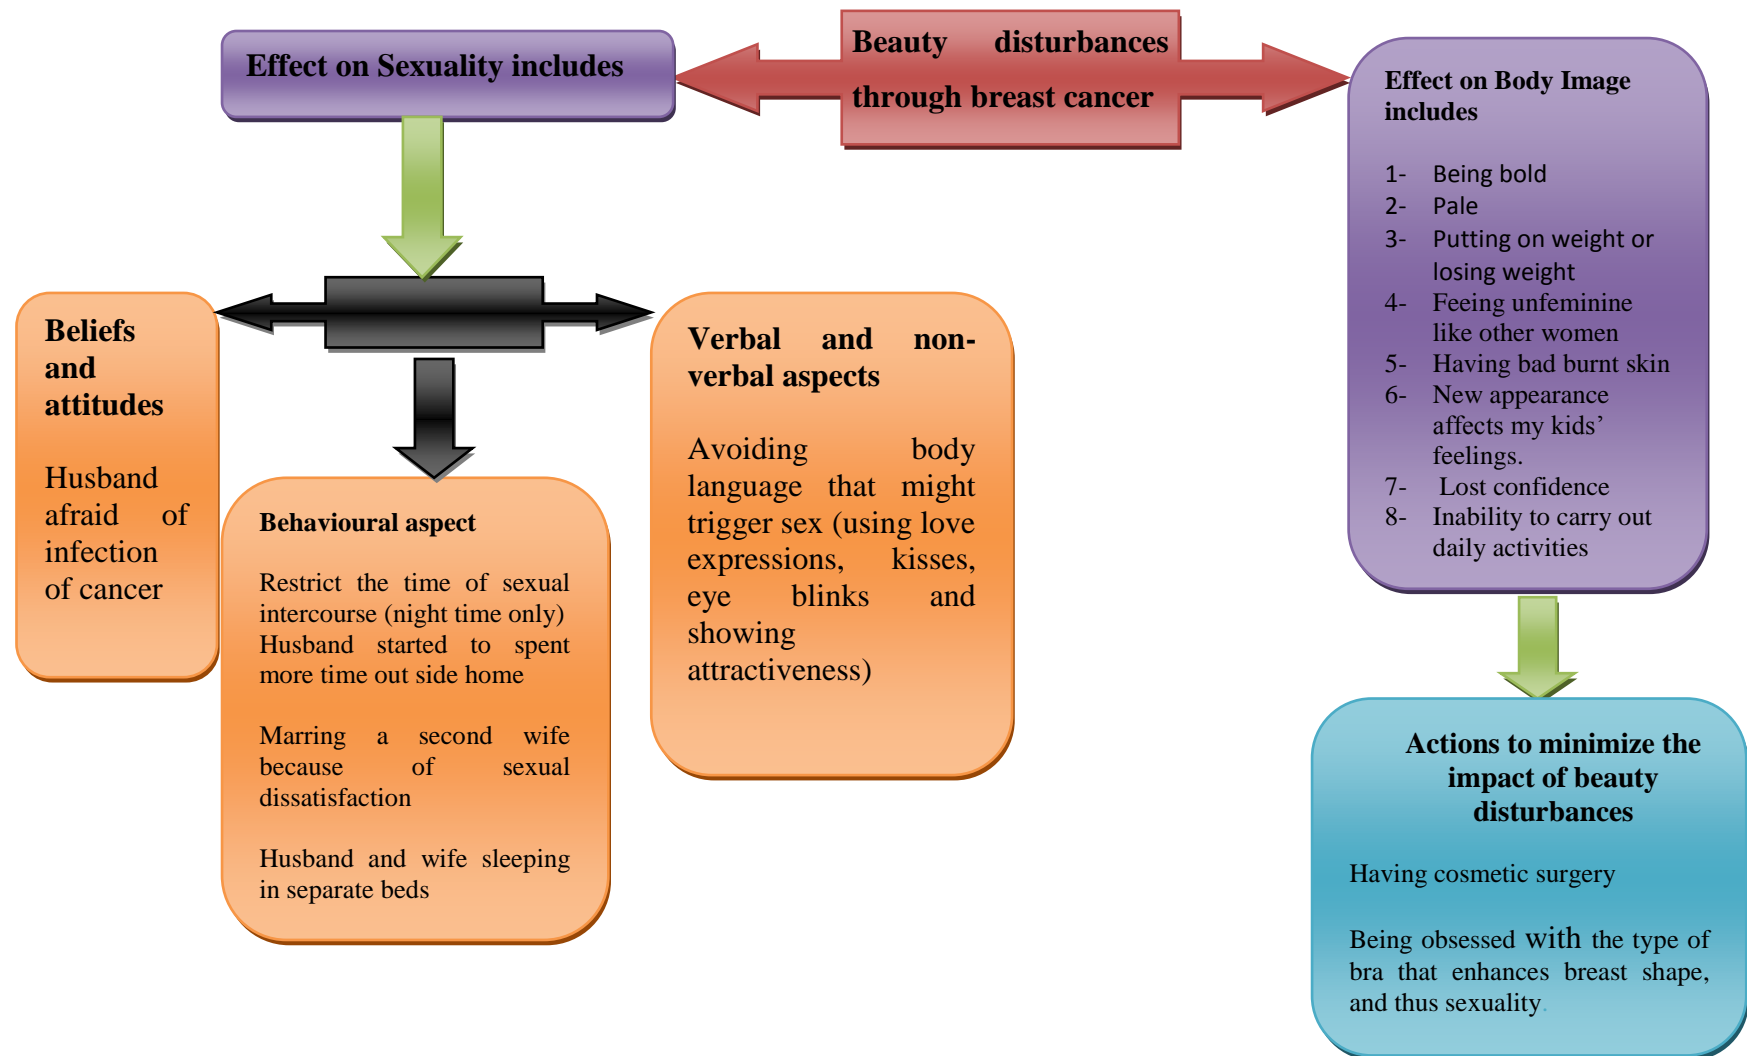 Beauty disturbances
through breast cancer
Effect on Sexuality includes
Beliefs
and
attitudes
Husband
afraid of
infection
of cancer
Behavioural aspect
Restrict the time of sexual
intercourse (night time only)
Husband started to spent
more time out side home
Marring a second wife
because of sexual
dissatisfaction
Husband and wife sleeping
in separate beds
Verbal and non-
verbal aspects
Avoiding body
language that might
trigger sex (using love
expressions, kisses,
eye blinks and
showing
attractiveness)
Effect on Body Image
includes
1- Being bold
2- Pale
3- Putting on weight or
losing weight
4- Feeing unfeminine
like other women
5- Having bad burnt skin
6- New appearance
affects my kids’
feelings.
7- Lost confidence
8- Inability to carry out
daily activities
Actions to minimize the
impact of beauty
disturbances
Having cosmetic surgery
Being obsessed with the type of
bra that enhances breast shape,
and thus sexuality.